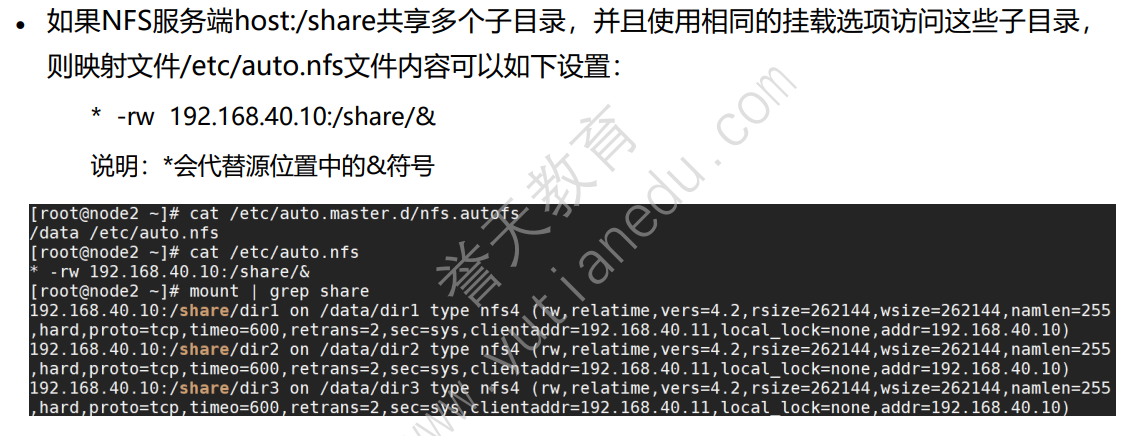 • 如果NFS服务端host:/share共享多个子目录，并且使用相同的挂载选项访问这些子目录，
则映射文件/etc/auto.nfs文件内容可以如下设置：
* -rw 192.168.40.10:/share/&
说明：*会代替源位置中的&符号
[root@node2 ~]# cat /etc/auto.master.d/nfs.autofs
/data /etc/auto.nfs
[root@node2 ~]# cat /etc/auto.nfs
* -rw 192.168.40.10:/share/&
[root@node2 ~]# mount | grep share
192.168.40.10:/share/dir1 on /data/dir1 type nfs4 (rw,relatime,vers=4.2,rsize=262144,wsize=262144,namlen=255
,hard,proto=tcp,timeo=600,retrans=2,sec=sys,clientaddr=192.168.40.11,local_lock=none,addr=192.168.40.10)
192.168.40.10:/share/dir2 on /data/dir2 type nfs4 (rw,relatime,vers=4.2,rsize=262144,wsize=262144,namlen=255
,hard,proto=tcp,timeo=600,retrans=2,sec=sys,clientaddr=192.168.40.11,local_lock=none,addr=192.168.40.10)
192.168.40.10:/share/dir3 on /data/dir3 type nfs4 (rw,relatime,vers=4.2,rsize=262144,wsize=262144,namlen=255
,hard,proto=tcp,timeo=600,retrans=2,sec=sys,clientaddr=192.168.40.11,local_lock=none,addr=192.168.40.10)
誉天教育
www.yutianedu.com